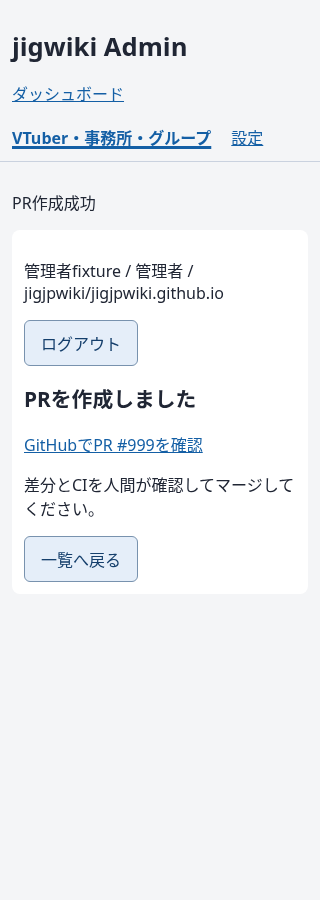 jigwiki Admin
ダッシュボード
VTuber・事務所・グループ 設定
PR作成成功
管理者fixture / 管理者 /
jigjpwiki/jigjpwiki.github.io
ログアウト
PRを作成しました
GitHubでPR #999を確認
差分とCIを人間が確認してマージして
ください。
一覧へ戻る